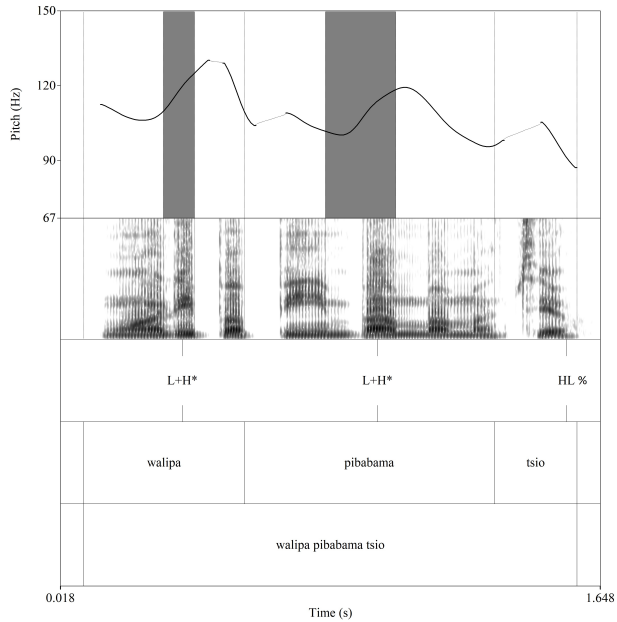 150
120
90
67
Pitch (Hz)
L+H*
L+H*
HL %
walipa
pibabama
tsio
walipa pibabama tsio
0.018
1.648
Time (s)